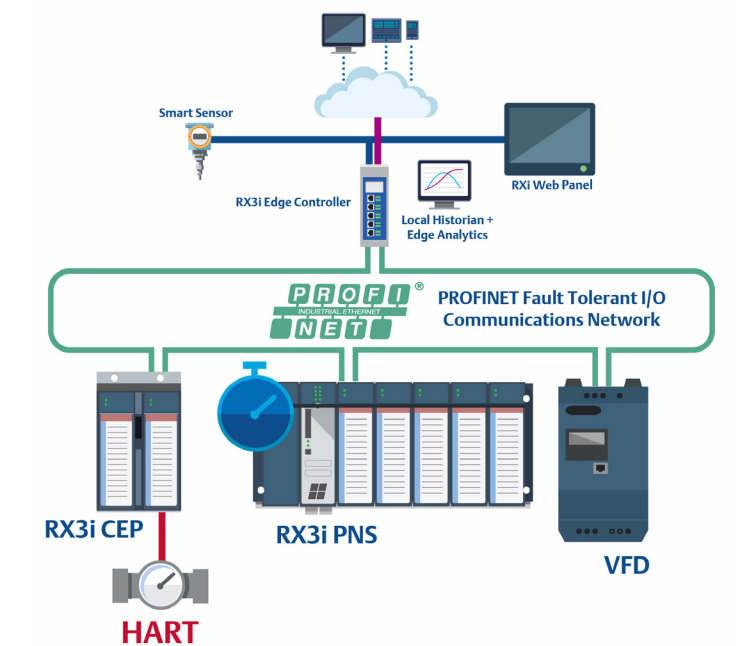 Smart Sensor
RXi Web Panel
RX3i Edge Controller
Local Historian +
Edge Analytics
PROFI®
INDUSTRIAL ETHERNET
NET
PROFINET Fault Tolerant I/O
Communications Network
RX3i CEP
RX3i PNS
VFD
HART